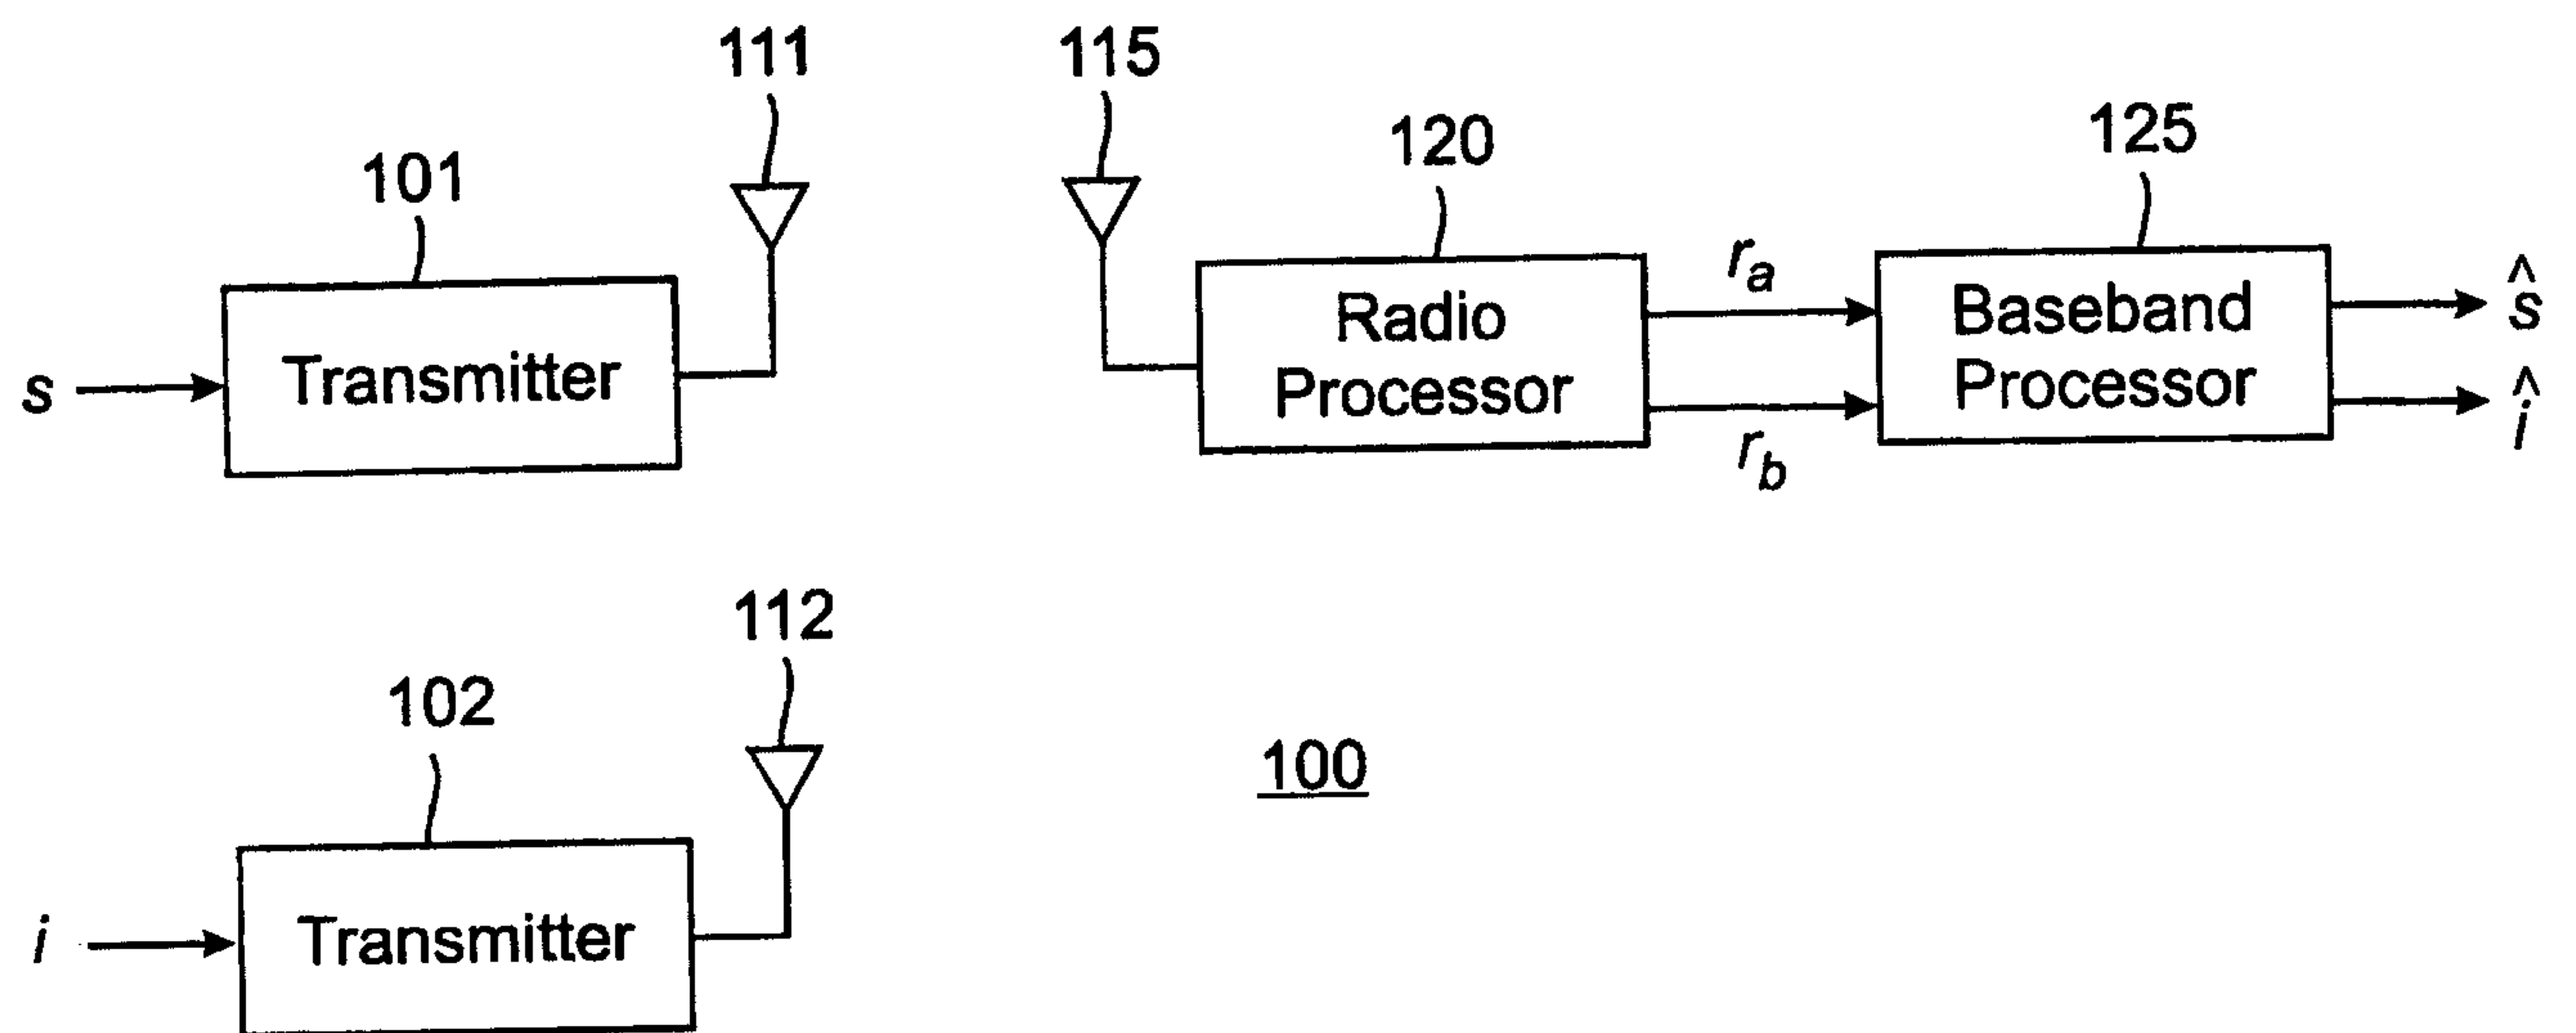 111
115
101
120
125
s
Transmitter
Radio
Processor
r_a
r_b
Baseband
Processor
ŝ
î
112
102
i
Transmitter
100